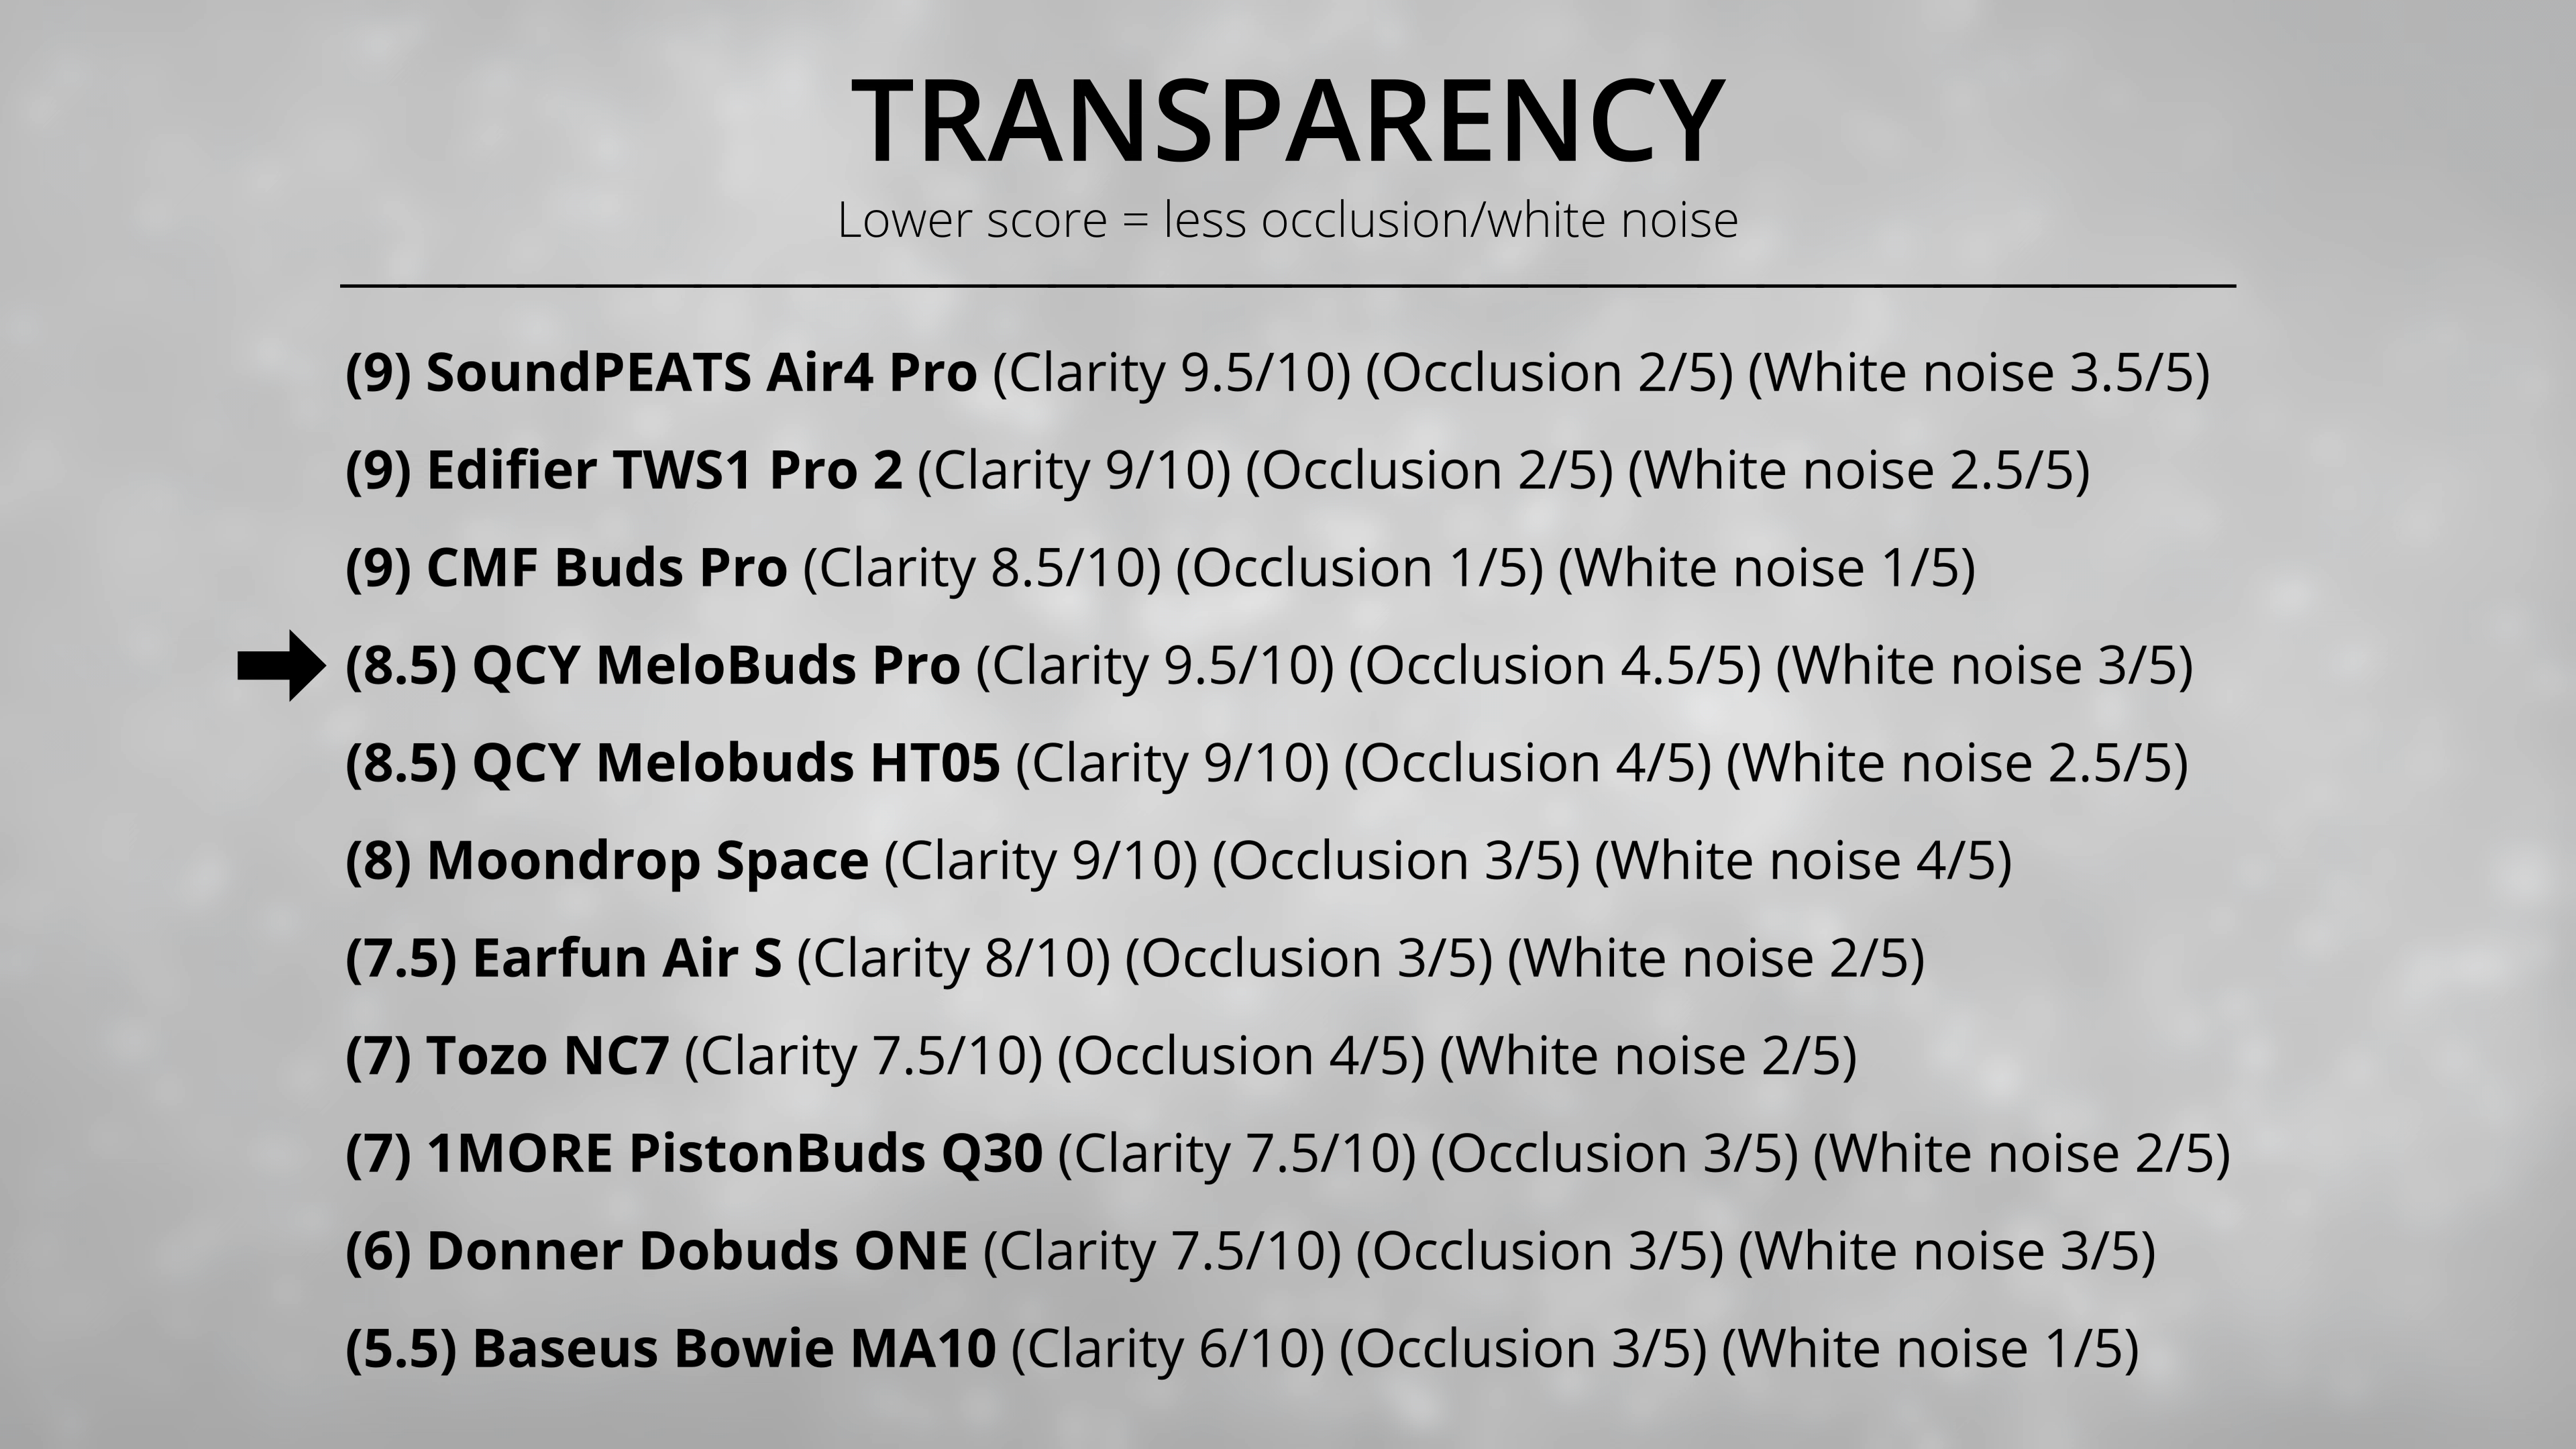 TRANSPARENCY
Lower score = less occlusion/white noise
(9) SoundPEATS Air4 Pro (Clarity 9.5/10) (Occlusion 2/5) (White noise 3.5/5)
(9) Edifier TWS1 Pro 2 (Clarity 9/10) (Occlusion 2/5) (White noise 2.5/5)
(9) CMF Buds Pro (Clarity 8.5/10) (Occlusion 1/5) (White noise 1/5)
(8.5) QCY MeloBuds Pro (Clarity 9.5/10) (Occlusion 4.5/5) (White noise 3/5)
(8.5) QCY Melobuds HT05 (Clarity 9/10) (Occlusion 4/5) (White noise 2.5/5)
(8) Moondrop Space (Clarity 9/10) (Occlusion 3/5) (White noise 4/5)
(7.5) Earfun Air S (Clarity 8/10) (Occlusion 3/5) (White noise 2/5)
(7) Tozo NC7 (Clarity 7.5/10) (Occlusion 4/5) (White noise 2/5)
(7) 1MORE PistonBuds Q30 (Clarity 7.5/10) (Occlusion 3/5) (White noise 2/5)
(6) Donner Dobuds ONE (Clarity 7.5/10) (Occlusion 3/5) (White noise 3/5)
(5.5) Baseus Bowie MA10 (Clarity 6/10) (Occlusion 3/5) (White noise 1/5)